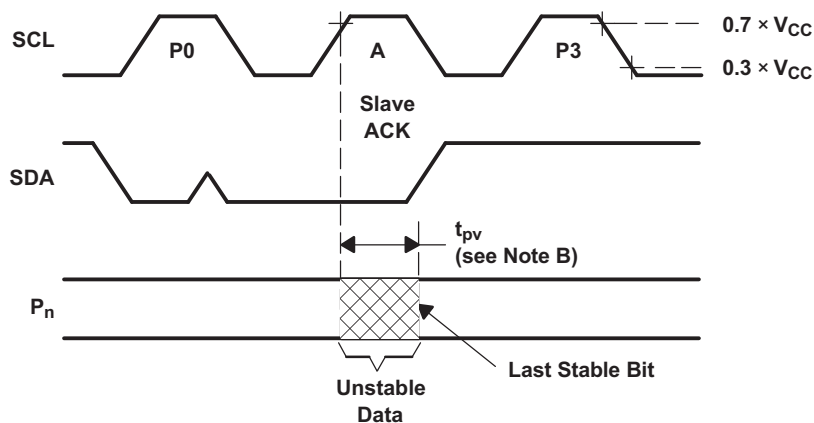 SCL
P0
A
P3
0.7 × VCC
0.3 × VCC
Slave
ACK
SDA
tpv
(see Note B)
Pn
Last Stable Bit
Unstable
Data